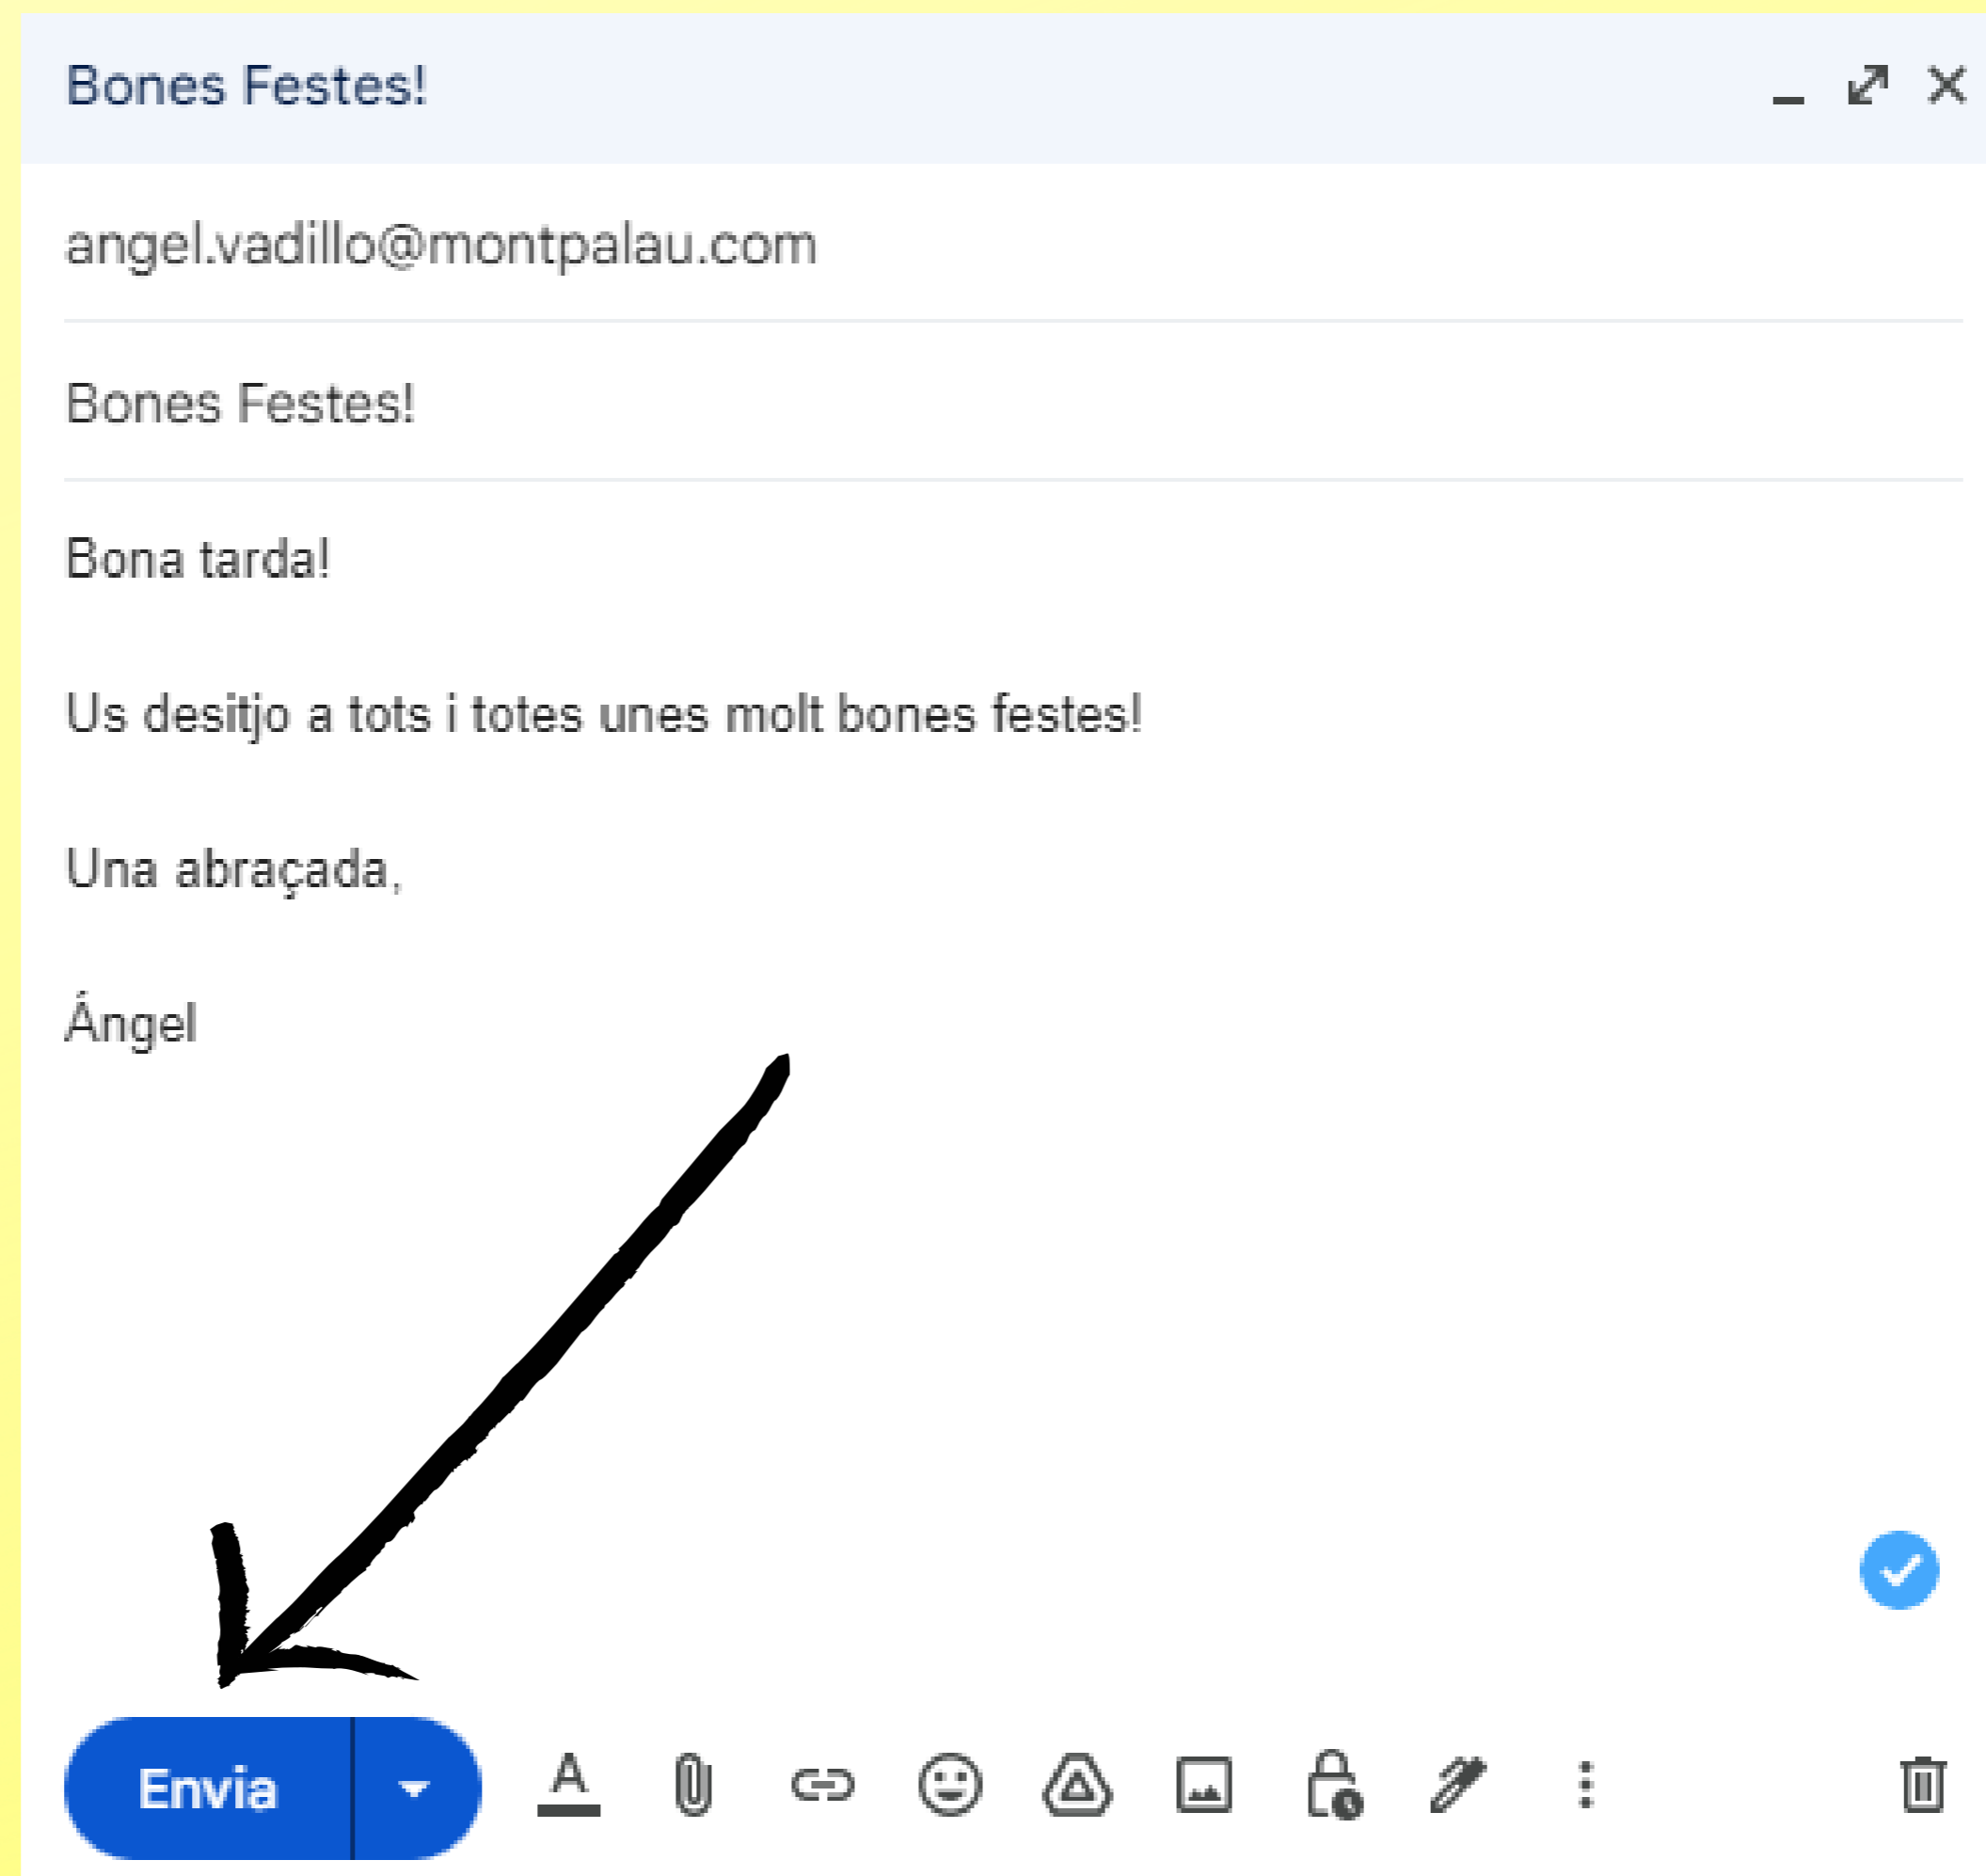 Bones Festes!
angel.vadillo@montpalau.com
Bones Festes!
Bona tarda!
Us desitjo a tots i totes unes molt bones festes!
Una abraçada,
Ángel
Envia